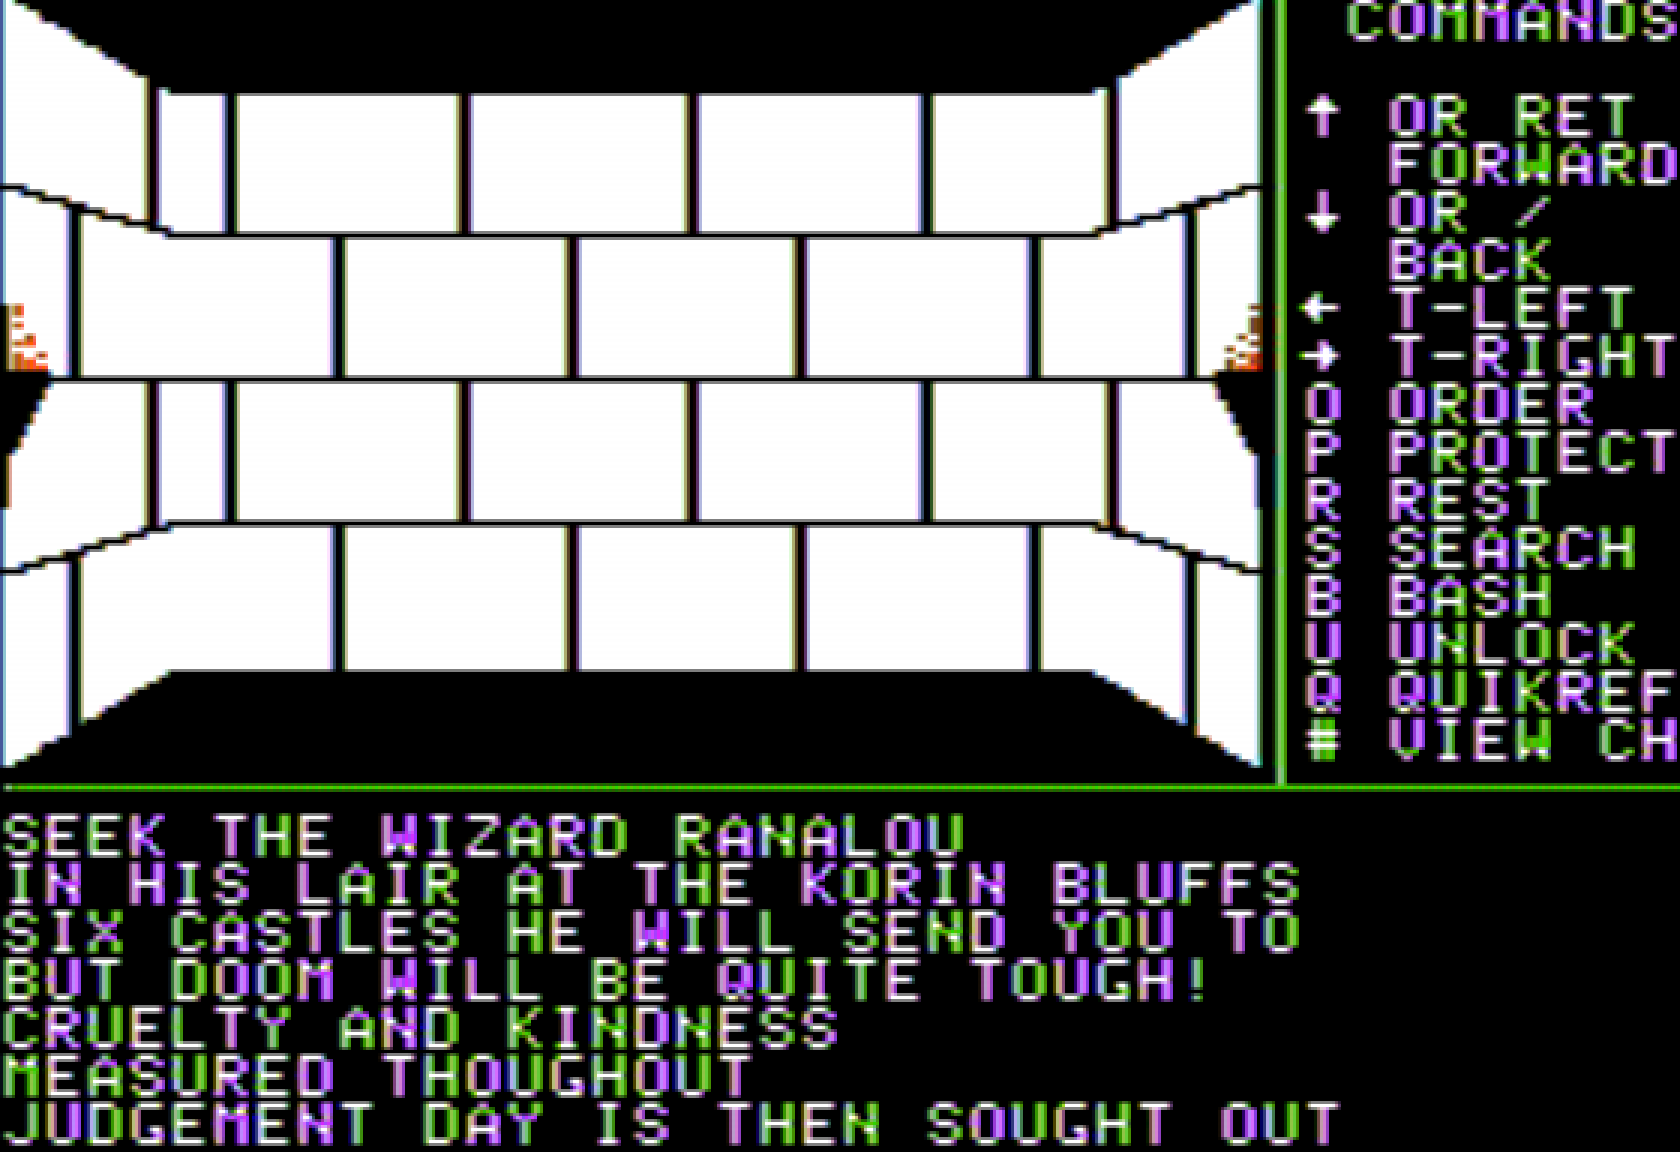 COMMANDS
↑ OR RET
FORWARD
↓ OR /
BACK
← T-LEFT
→ T-RIGHT
O ORDER
P PROTECT
R REST
S SEARCH
B BASH
U UNLOCK
Q QUIKREF
# VIEW CH
SEEK THE WIZARD RANALOU
IN HIS LAIR AT THE KORIN BLUFFS
SIX CASTLES HE WILL SEND YOU TO
BUT DOOM WILL BE QUITE TOUGH!
CRUELTY AND KINDNESS
MEASURED THOUGHOUT
JUDGEMENT DAY IS THEN SOUGHT OUT